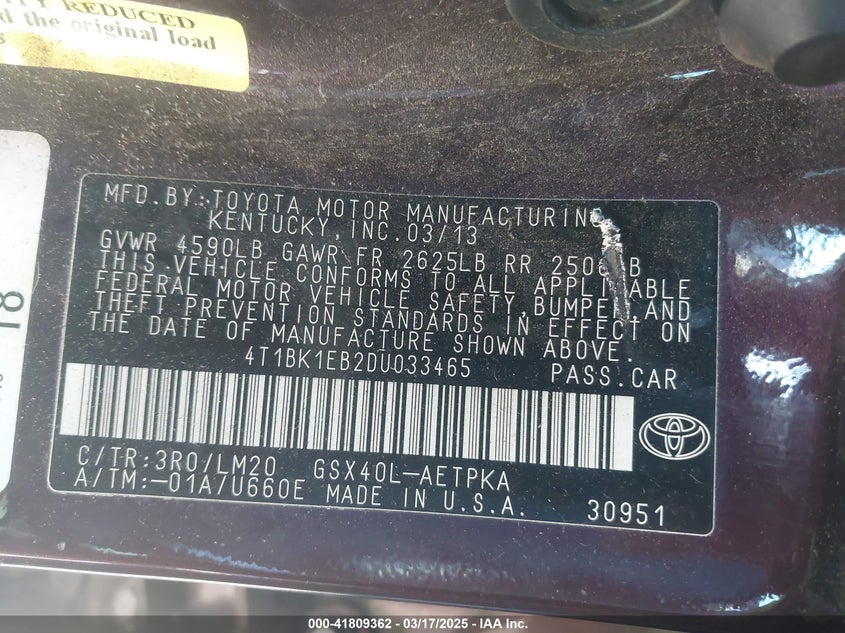 REDUCED
d the original load
18
MFD.BY:TOYOTA MOTOR MANUFACTURING
KENTUCKY, INC. 03/13
GVWR 4590LB GAWR FR 2625LB RR
THIS VEHICLE CONFORMS TO ALL APPLICABLE
FEDERAL MOTOR VEHICLE SAFETY, BUMPER, AND
THEFT PREVENTION STANDARDS IN EFFECT ON
THE DATE OF MANUFACTURE SHOWN ABOVE.
4T1BK1EB2DU033465 PASS.CAR
C/TR:3R0/LM20 GSX40L-AETPKA
A/TM:-01A/U660E MADE IN U.S.A. 30951
000-41809362 - 03/17/2025 - IAA Inc.